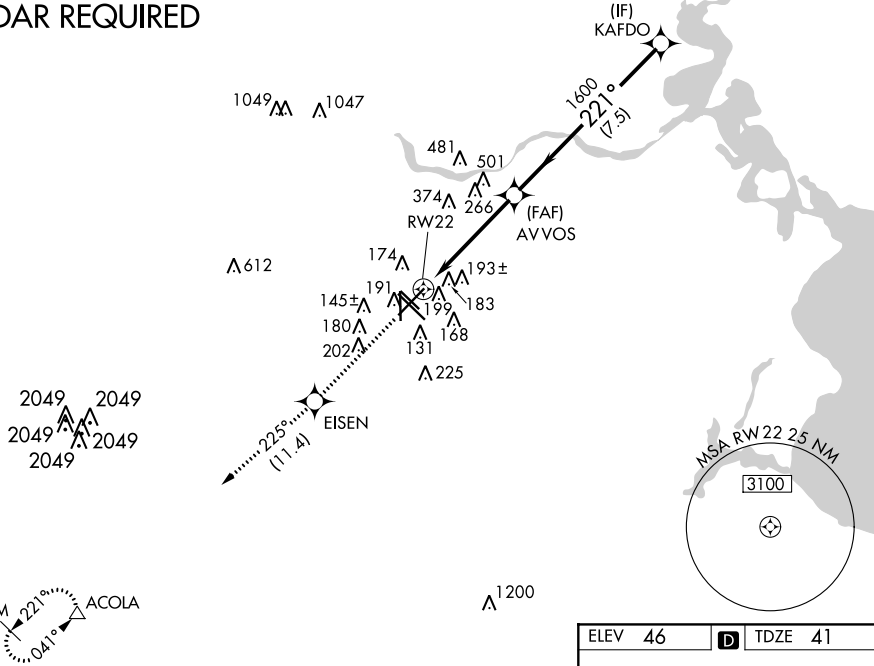 DAR REQUIRED
(IF)
KAFDO
1600
221°
(7.5)
1049
1047
481
501
374
266
(FAF)
AVVOS
RW22
174
193±
612
191
183
145±
199
180
168
202
131
225
2049
2049
2049
2049
2049
EISEN
225°
(11.4)
MSA RW22 25 NM
3100
M
221°
041°
ACOLA
1200
ELEV 46 D TDZE 41